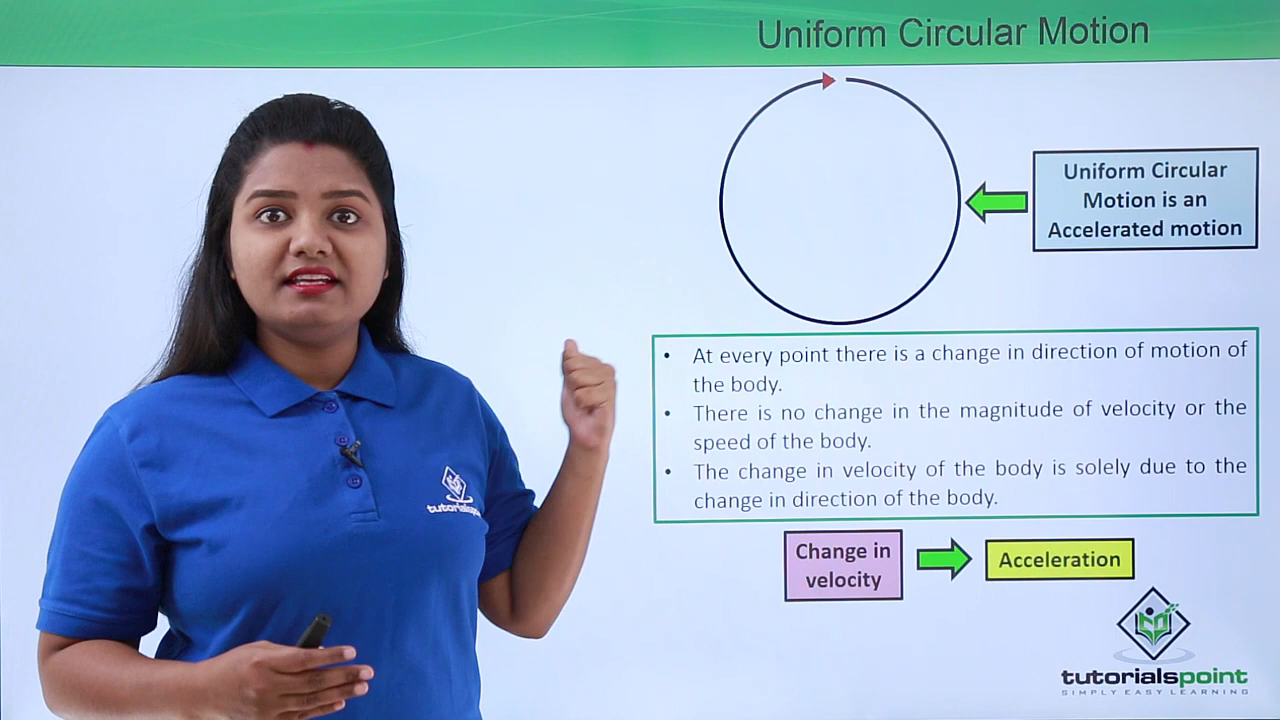 Uniform Circular Motion
Uniform Circular
Motion is an
Accelerated motion
• At every point there is a change in direction of motion of
the body.
• There is no change in the magnitude of velocity or the
speed of the body.
• The change in velocity of the body is solely due to the
change in direction of the body.
Change in
velocity
Acceleration
tutorialspoint
SIMPLY EASY LEARNING